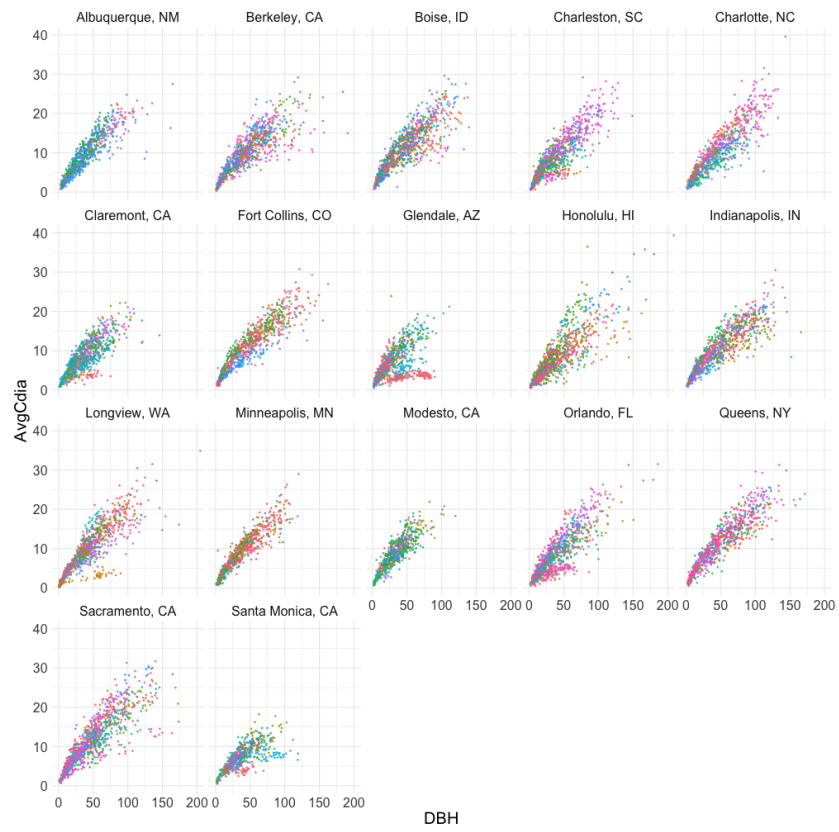 Albuquerque, NM Berkeley, CA Boise, ID Charleston, SC Charlotte, NC
40
30
20
10
0
Claremont, CA Fort Collins, CO Glendale, AZ Honolulu, HI Indianapolis, IN
40
30
20
10
0
AvgCdia
Longview, WA Minneapolis, MN Modesto, CA Orlando, FL Queens, NY
40
30
20
10
0
0 50 100 150 200 0 50 100 150 200 0 50 100 150 200
Sacramento, CA Santa Monica, CA
40
30
20
10
0
0 50 100 150 200 0 50 100 150 200
DBH